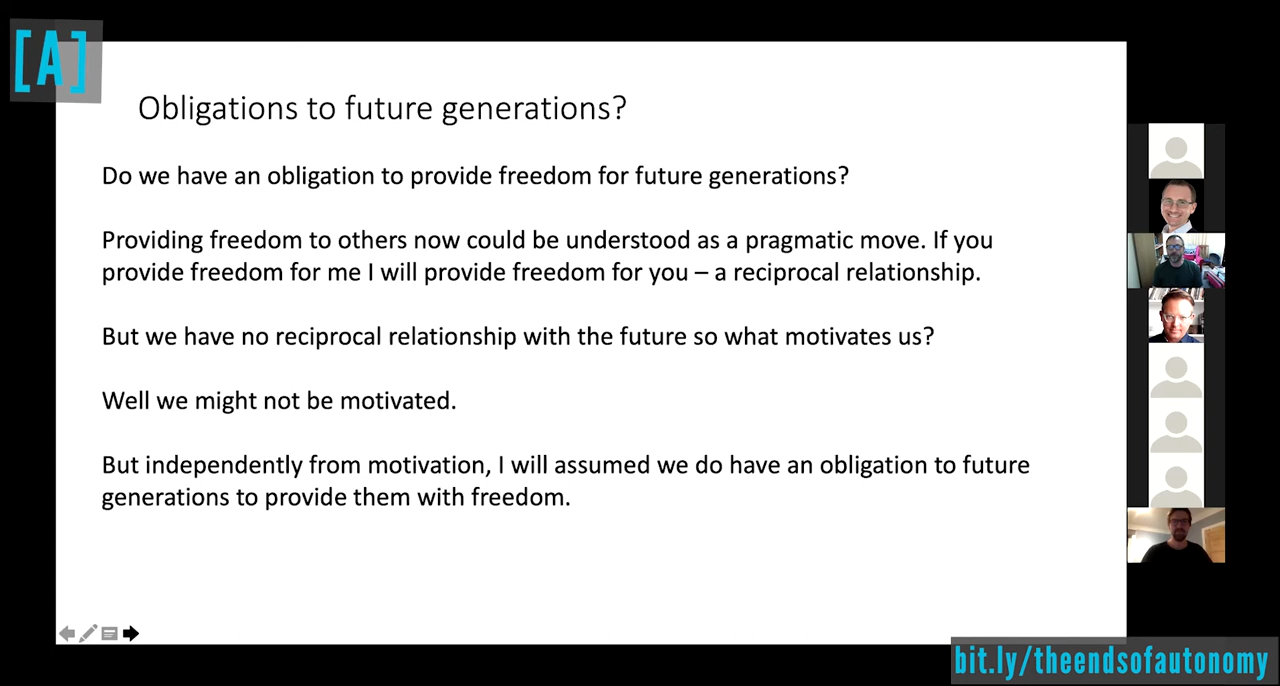 [A]
Obligations to future generations?
Do we have an obligation to provide freedom for future generations?
Providing freedom to others now could be understood as a pragmatic move. If you
provide freedom for me I will provide freedom for you – a reciprocal relationship.
But we have no reciprocal relationship with the future so what motivates us?
Well we might not be motivated.
But independently from motivation, I will assumed we do have an obligation to future
generations to provide them with freedom.
bit.ly/theendsofautonomy